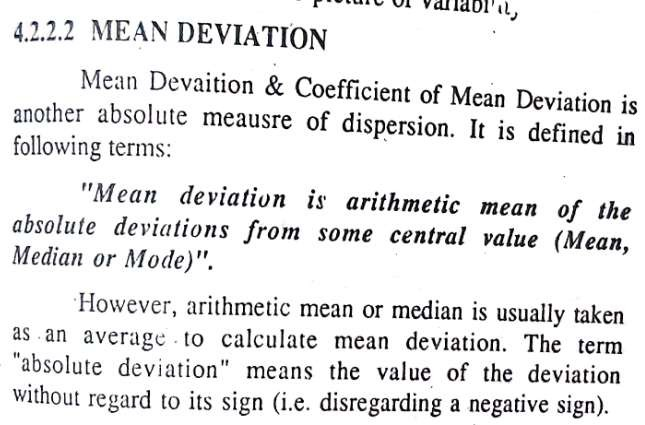 of variabi
4.2.2.2 MEAN DEVIATION
Mean Devaition & Coefficient of Mean Deviation is
another absolute meausre of dispersion. It is defined in
following terms:
"Mean deviation is arithmetic mean of the
absolute deviations from some central value (Mean,
Median or Mode)".
However, arithmetic mean or median is usually taken
as an average to calculate mean deviation. The term
"absolute deviation" means the value of the deviation
without regard to its sign (i.e. disregarding a negative sign).